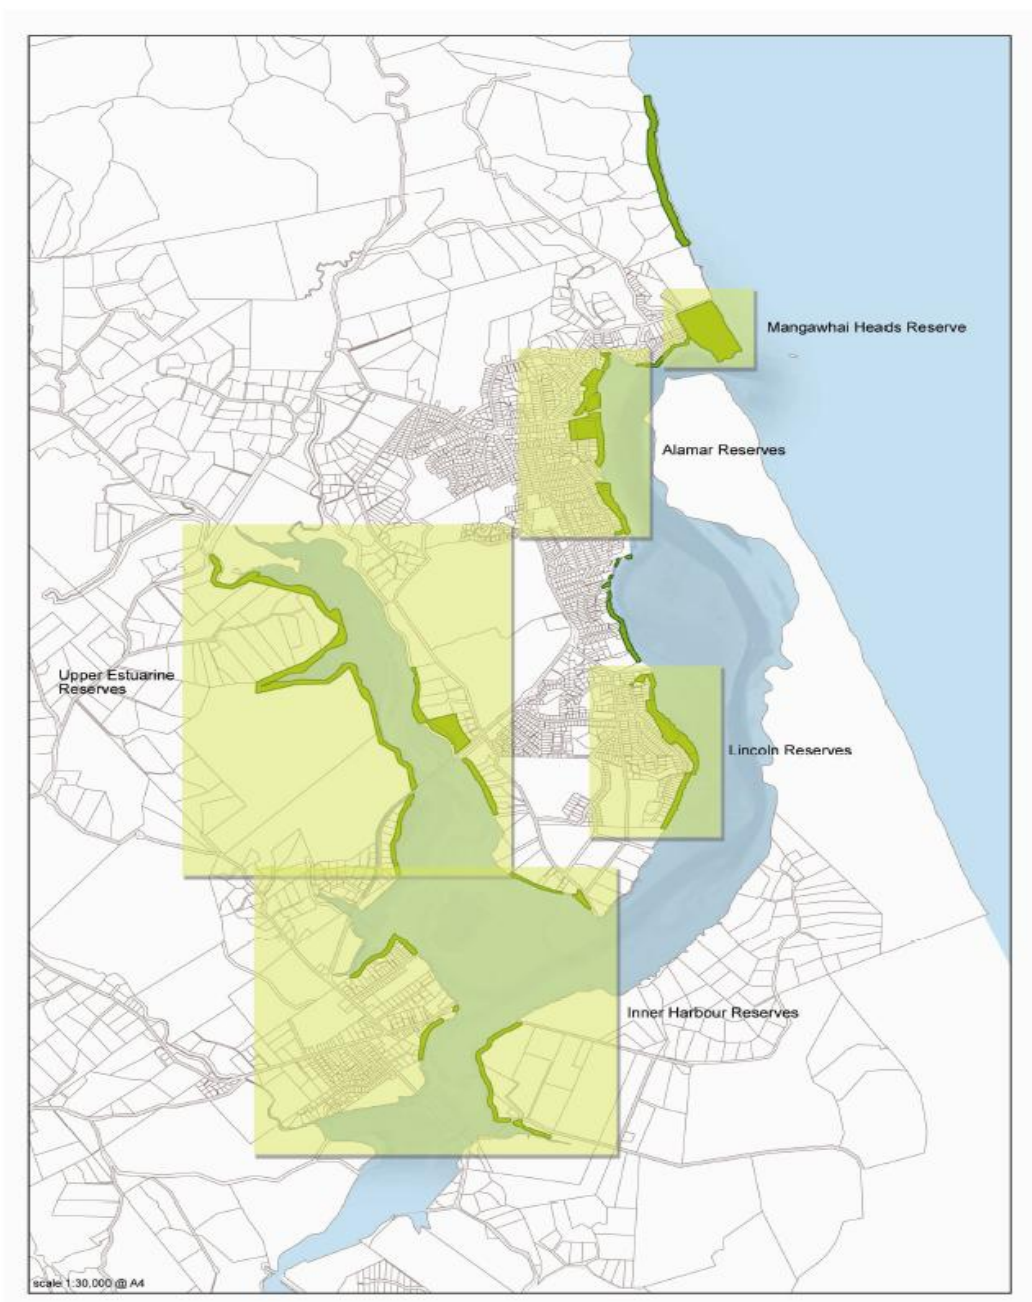 Mangawhai Heads Reserve
Alamar Reserves
Upper Estuarine
Reserves
Lincoln Reserves
Inner Harbour Reserves
scale 1:30,000 @ A4